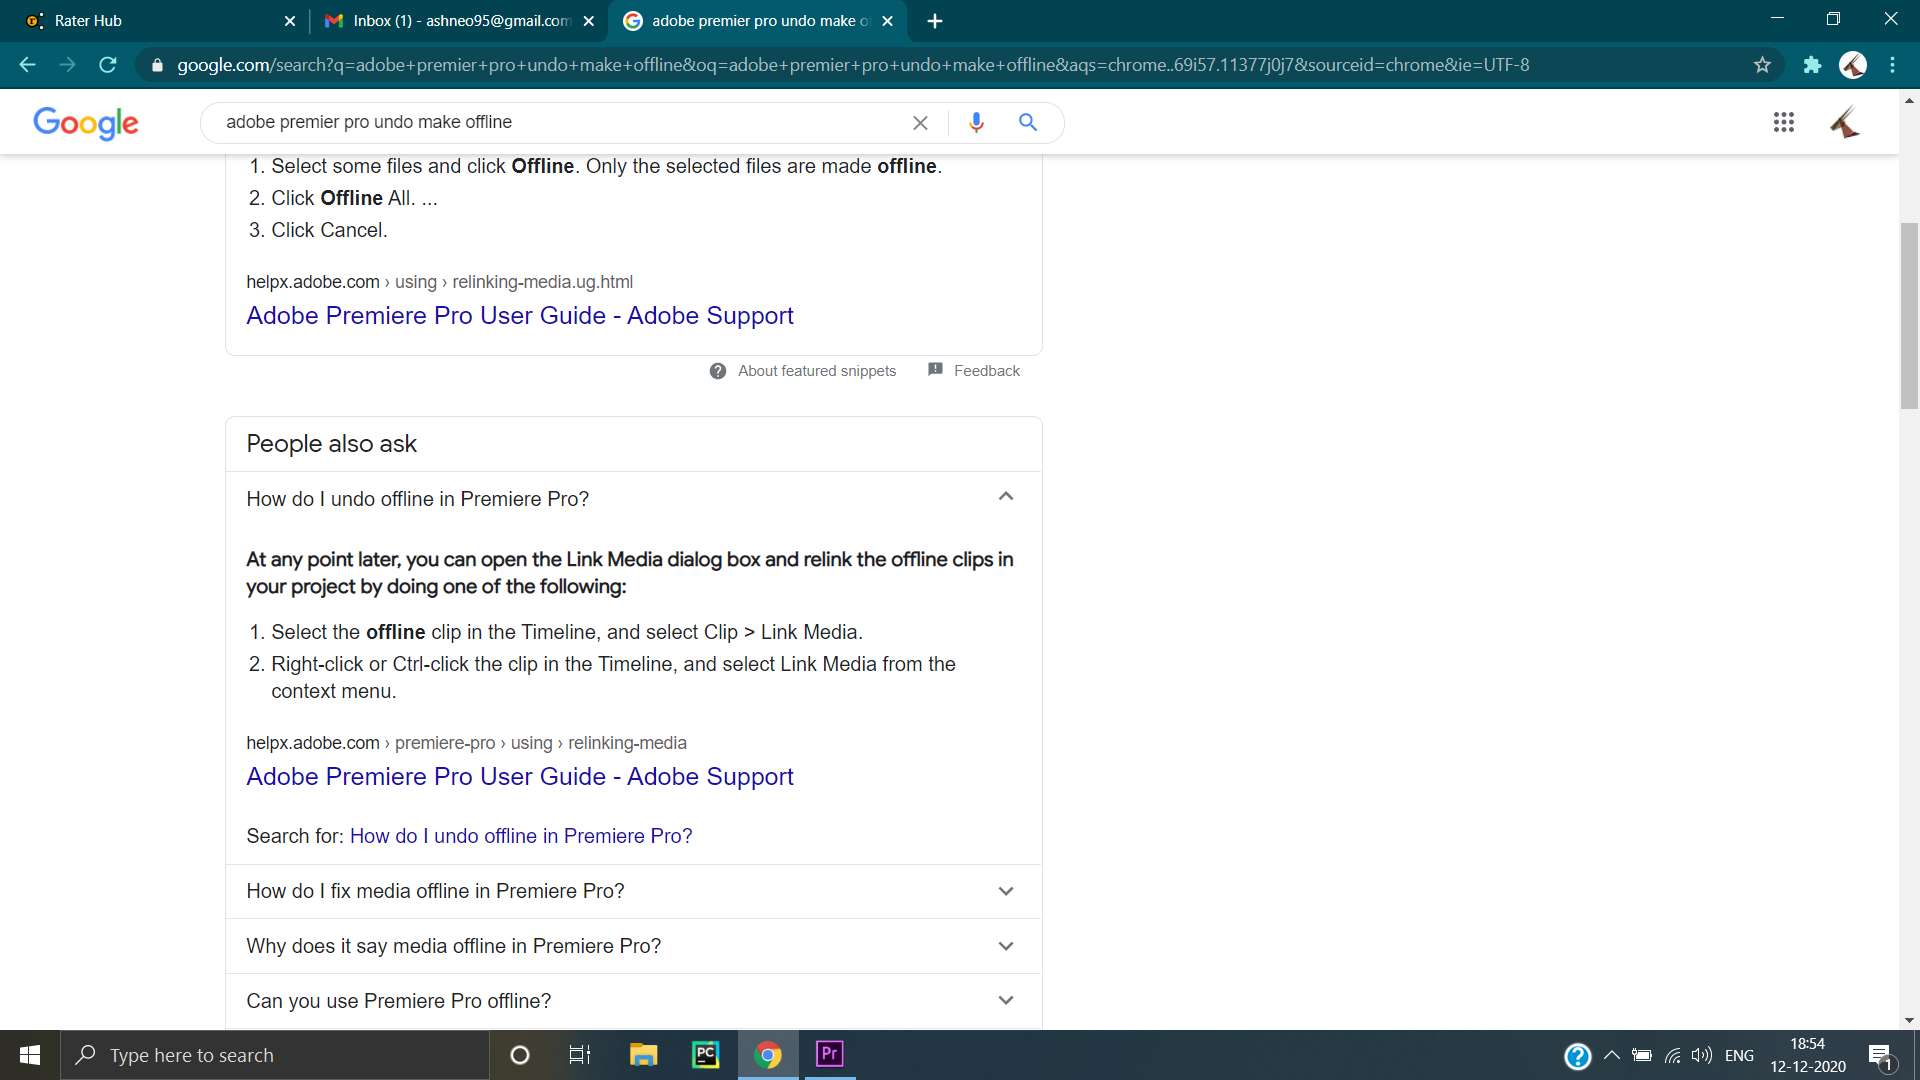 Rater Hub
Inbox (1) - ashneo95@gmail.com
adobe premier pro undo make o
google.com/search?q=adobe+premier+pro+undo+make+offline&oq=adobe+premier+pro+undo+make+offline&aqs=chrome..69i57.11377j0j7&sourceid=chrome&ie=UTF-8
Google
adobe premier pro undo make offline
1. Select some files and click Offline. Only the selected files are made offline.
2. Click Offline All. ...
3. Click Cancel.
helpx.adobe.com › using › relinking-media.ug.html
Adobe Premiere Pro User Guide - Adobe Support
About featured snippets
Feedback
People also ask
How do I undo offline in Premiere Pro?
At any point later, you can open the Link Media dialog box and relink the offline clips in
your project by doing one of the following:
1. Select the offline clip in the Timeline, and select Clip > Link Media.
2. Right-click or Ctrl-click the clip in the Timeline, and select Link Media from the
context menu.
helpx.adobe.com › premiere-pro › using › relinking-media
Adobe Premiere Pro User Guide - Adobe Support
Search for: How do I undo offline in Premiere Pro?
How do I fix media offline in Premiere Pro?
Why does it say media offline in Premiere Pro?
Can you use Premiere Pro offline?
Type here to search
PC
Pr
ENG
18:54
12-12-2020
1